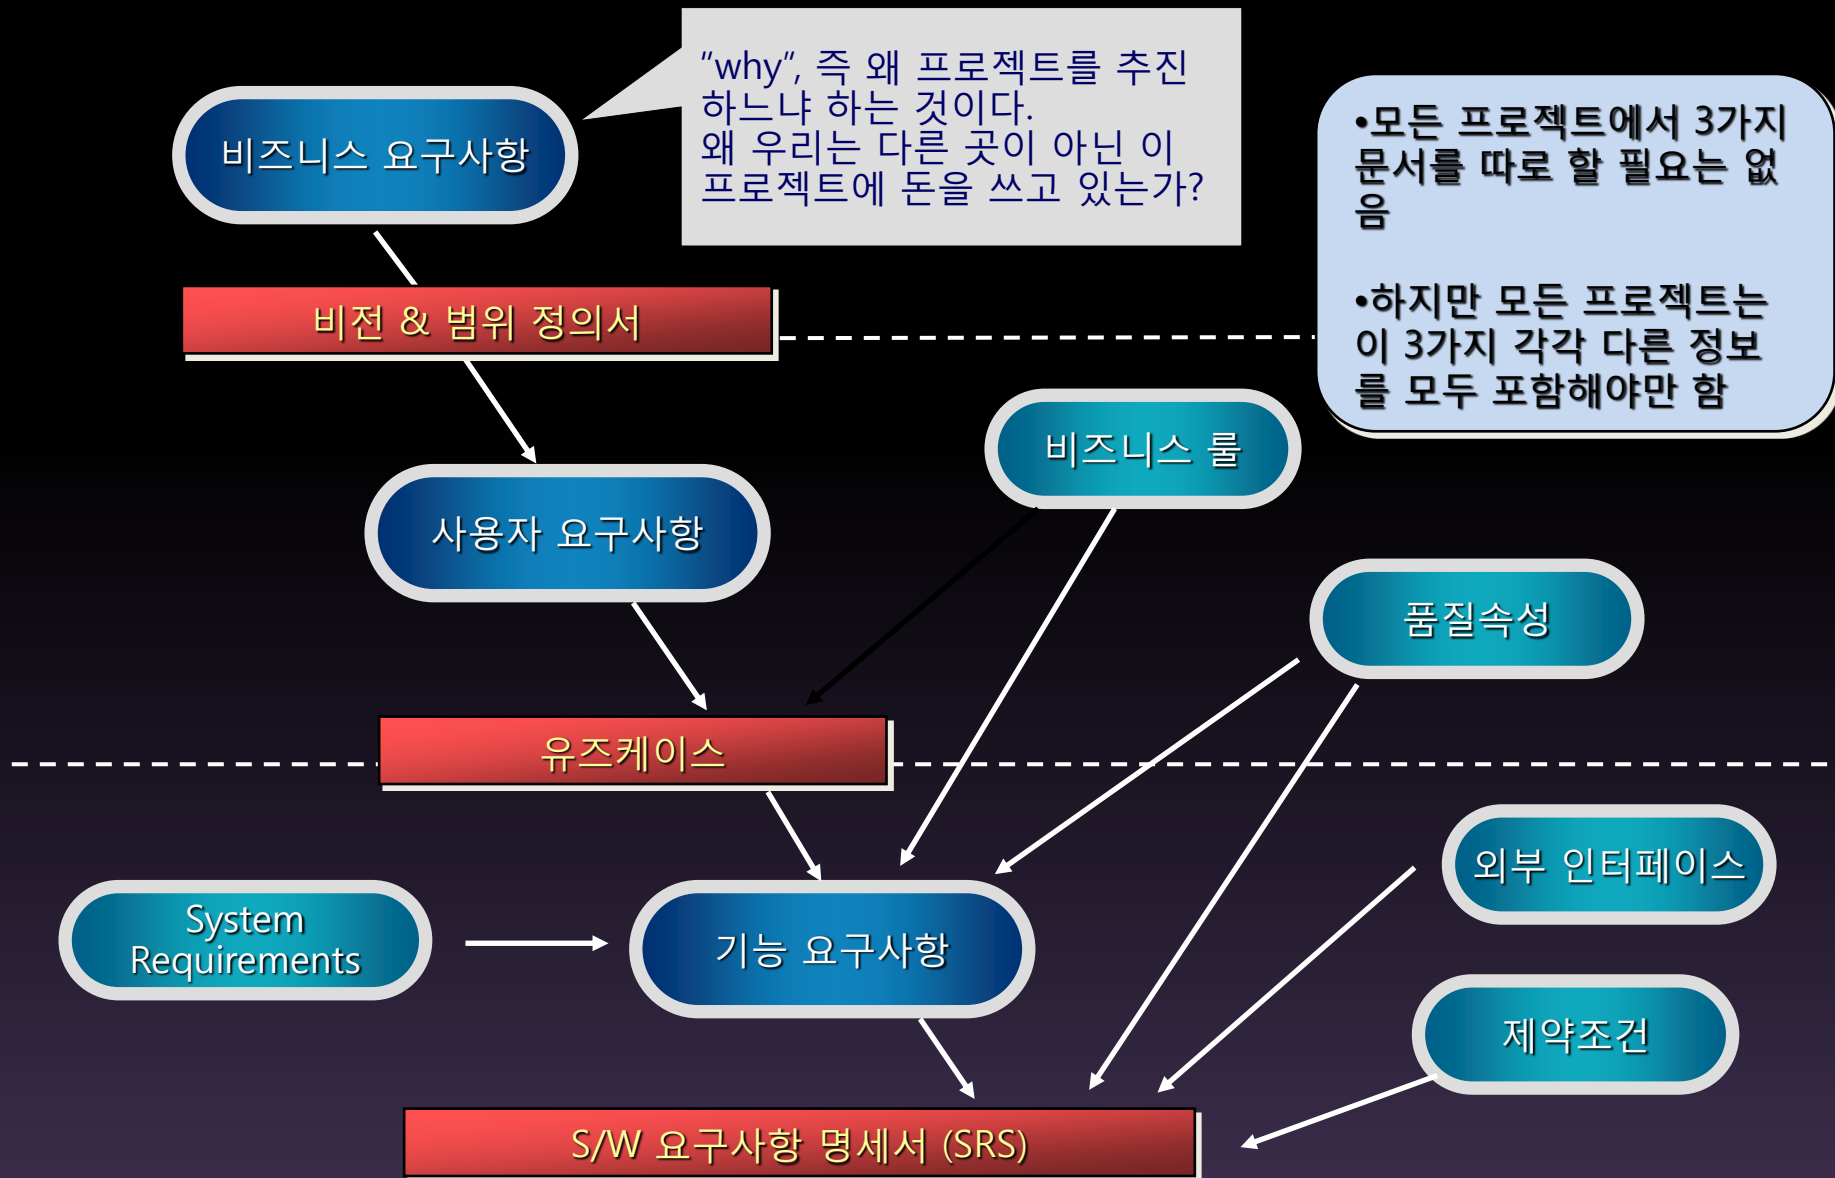 “why“, 즉 왜 프로젝트를 추진
하느냐 하는 것이다.
왜 우리는 다른 곳이 아닌 이
프로젝트에 돈을 쓰고 있는가?
비즈니스 요구사항
•모든 프로젝트에서 3가지
문서를 따로 할 필요는 없
음
•하지만 모든 프로젝트는
이 3가지 각각 다른 정보
를 모두 포함해야만 함
비전 & 범위 정의서
비즈니스 룰
사용자 요구사항
품질속성
유즈케이스
외부 인터페이스
System
Requirements
기능 요구사항
제약조건
S/W 요구사항 명세서 (SRS)